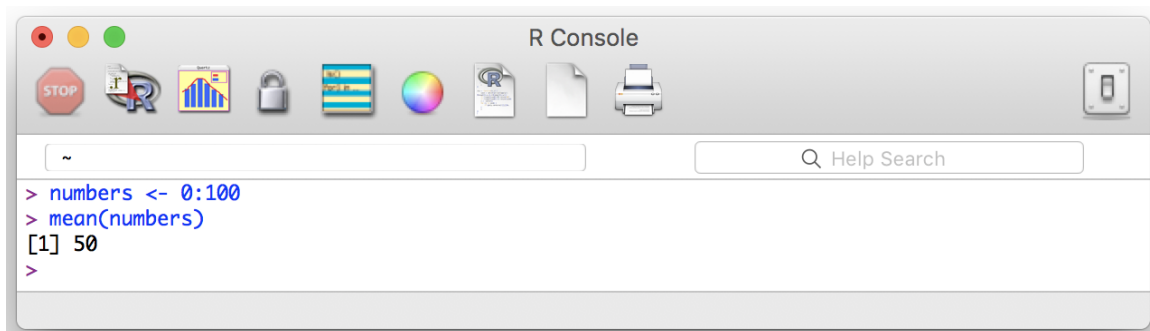 R Console
STOP
~
Help Search
> numbers <- 0:100
> mean(numbers)
[1] 50
>